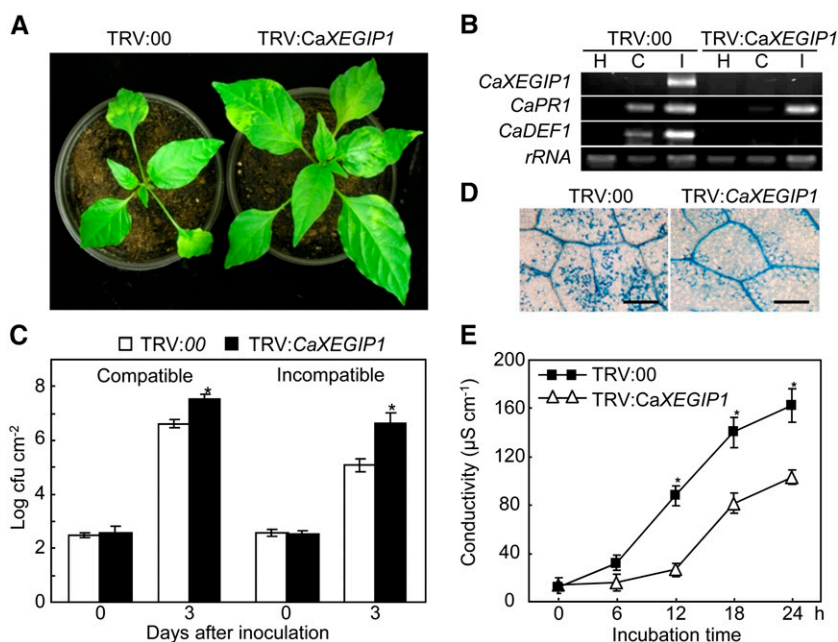 A
TRV:00 TRV:CaXEGIP1
B
TRV:00 TRV:CaXEGIP1
H C I H C I
CaXEGIP1
CaPR1
CaDEF1
rRNA
D
TRV:00 TRV:CaXEGIP1
C
TRV:00 TRV:CaXEGIP1
Compatible Incompatible
* *
Log cfu cm-2
8
6
4
2
0
0 3 0 3
Days after inoculation
E
TRV:00
TRV:CaXEGIP1
* * *
Conductivity (µS cm-1)
200
160
120
80
40
0
0 6 12 18 24 h
Incubation time